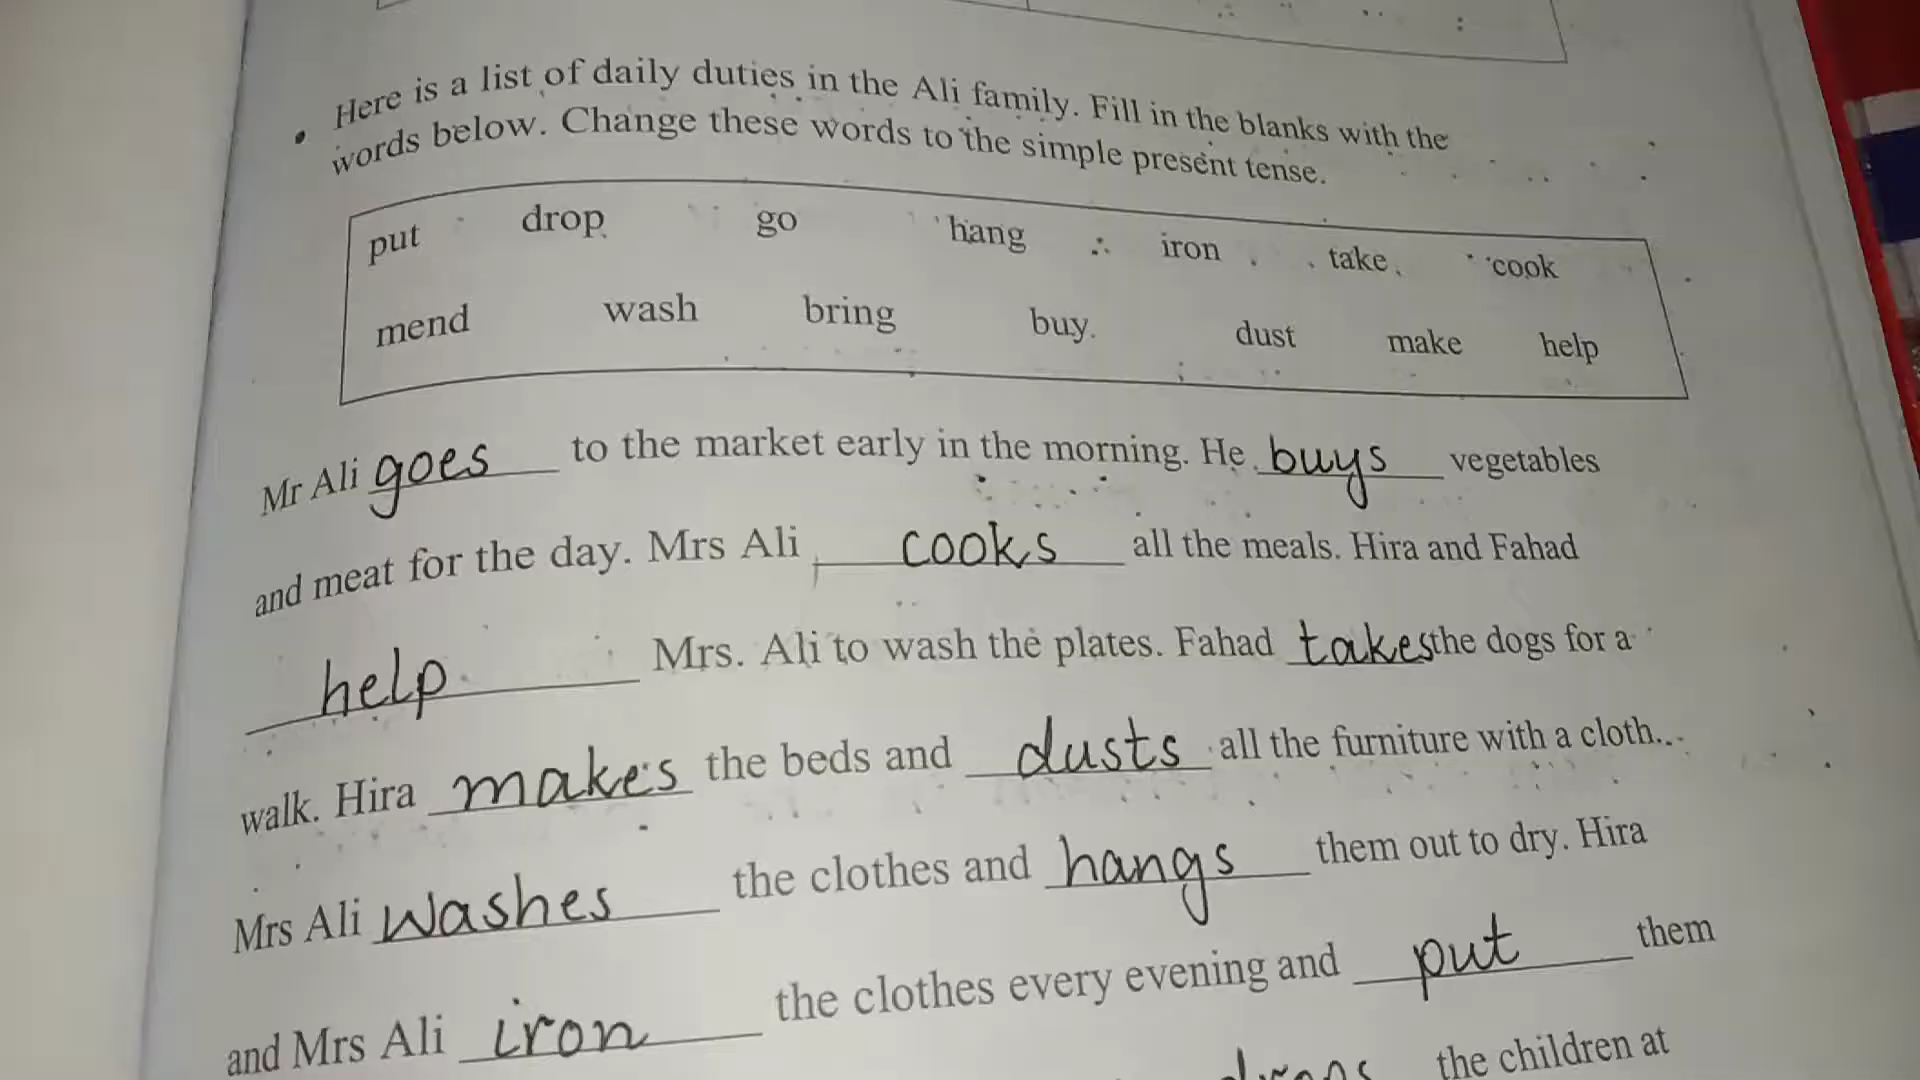 Here is a list of daily duties in the Ali family. Fill in the blanks with the
words below. Change these words to the simple present tense.
put drop go hang iron take cook
mend wash bring buy. dust make help
Mr Ali goes to the market early in the morning. He buys vegetables
and meat for the day. Mrs Ali cooks all the meals. Hira and Fahad
help Mrs. Ali to wash the plates. Fahad takes the dogs for a
walk. Hira makes the beds and dusts all the furniture with a cloth.
Mrs Ali washes the clothes and hangs them out to dry. Hira
and Mrs Ali iron the clothes every evening and put them
drops the children at